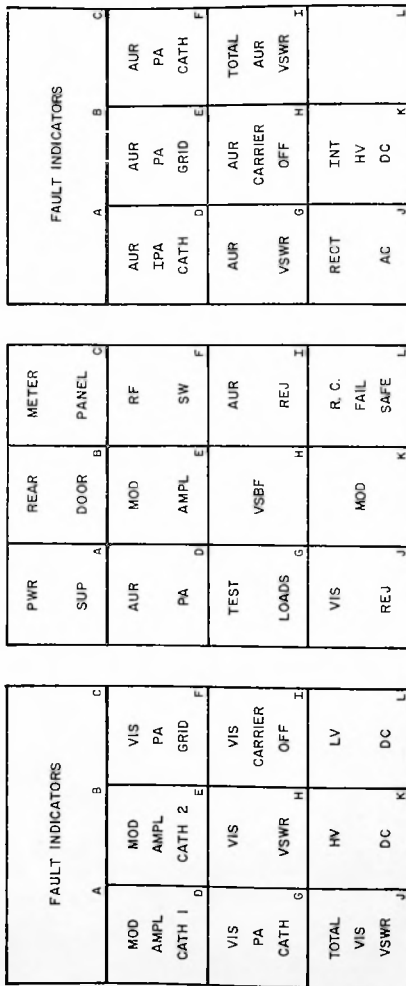 FAULT INDICATORS
A
B
C
MOD
AMPL
CATH 1
D
MOD
AMPL
CATH 2
E
VIS
PA
GRID
F
VIS
PA
CATH
G
VIS
VSWR
H
VIS
CARRIER
OFF
I
TOTAL
VIS
VSWR
J
HV
DC
K
LV
DC
L
PWR
SUP
A
REAR
DOOR
B
METER
PANEL
C
AUR
PA
D
MOD
AMPL
E
RF
SW
F
TEST
LOADS
G
VSBF
H
AUR
REJ
I
VIS
REJ
J
MOD
K
R. C.
FAIL
SAFE
L
FAULT INDICATORS
A
B
C
AUR
IPA
CATH
D
AUR
PA
GRID
E
AUR
PA
CATH
F
AUR
VSWR
G
AUR
CARRIER
OFF
H
TOTAL
AUR
VSWR
I
RECT
AC
J
INT
HV
DC
K
L